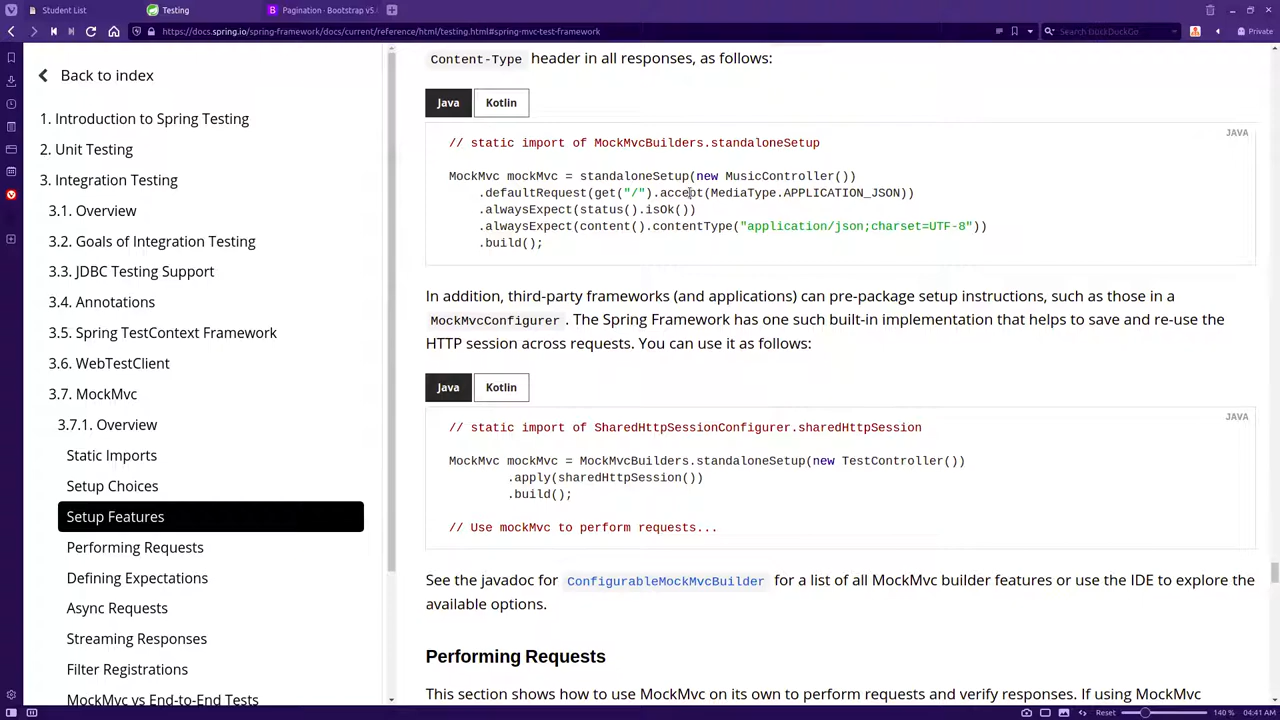 Student List
Testing
Pagination · Bootstrap v5.
https://docs.spring.io/spring-framework/docs/current/reference/html/testing.html#spring-mvc-test-framework
Search DuckDuckGo
Private
Back to index
1. Introduction to Spring Testing
2. Unit Testing
3. Integration Testing
3.1. Overview
3.2. Goals of Integration Testing
3.3. JDBC Testing Support
3.4. Annotations
3.5. Spring TestContext Framework
3.6. WebTestClient
3.7. MockMvc
3.7.1. Overview
Static Imports
Setup Choices
Setup Features
Performing Requests
Defining Expectations
Async Requests
Streaming Responses
Filter Registrations
MockMvc vs End-to-End Tests
Content-Type header in all responses, as follows:
Java Kotlin
JAVA
// static import of MockMvcBuilders.standaloneSetup
MockMvc mockMvc = standaloneSetup(new MusicController())
.defaultRequest(get("/").accept(MediaType.APPLICATION_JSON))
.alwaysExpect(status().isOk())
.alwaysExpect(content().contentType("application/json;charset=UTF-8"))
.build();
In addition, third-party frameworks (and applications) can pre-package setup instructions, such as those in a
MockMvcConfigurer . The Spring Framework has one such built-in implementation that helps to save and re-use the
HTTP session across requests. You can use it as follows:
Java Kotlin
JAVA
// static import of SharedHttpSessionConfigurer.sharedHttpSession
MockMvc mockMvc = MockMvcBuilders.standaloneSetup(new TestController())
.apply(sharedHttpSession())
.build();
// Use mockMvc to perform requests...
See the javadoc for ConfigurableMockMvcBuilder for a list of all MockMvc builder features or use the IDE to explore the
available options.
Performing Requests
This section shows how to use MockMvc on its own to perform requests and verify responses. If using MockMvc
Reset
140 %
04:41 AM